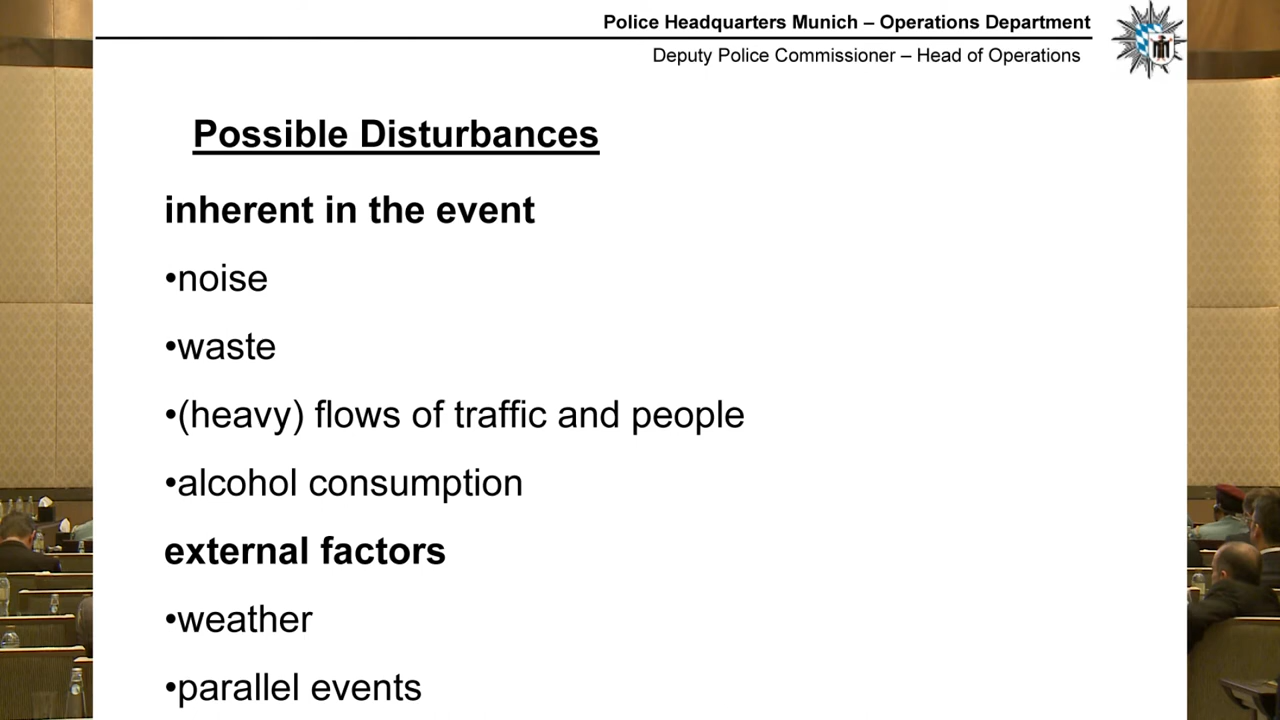 Police Headquarters Munich – Operations Department
Deputy Police Commissioner – Head of Operations
Possible Disturbances
inherent in the event
•noise
•waste
•(heavy) flows of traffic and people
•alcohol consumption
external factors
•weather
•parallel events